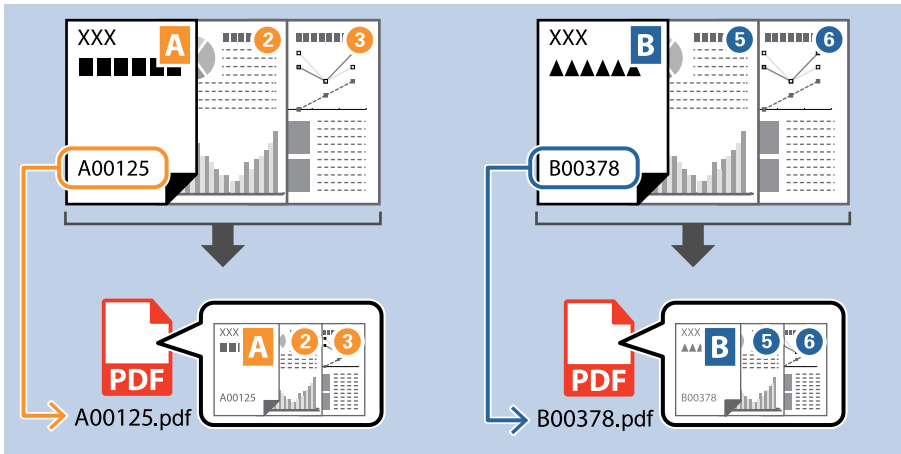 XXX
A
2
3
A00125
XXX
B
5
6
B00378
PDF
XXX
A
2
3
A00125
A00125.pdf
PDF
XXX
B
5
6
B00378
B00378.pdf